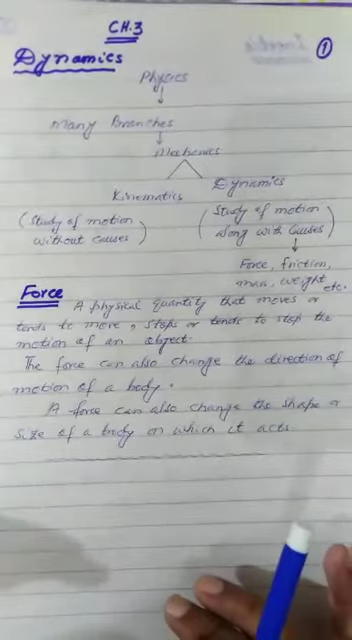 CH.3
1
Dynamics
Physics
Many Branches
Mechanics
Kinematics
Dynamics
(Study of motion
without causes)
(Study of motion
along with causes)
Force, friction,
mass, weight etc.
Force
A physical quantity that moves or
tends to move, stops or tends to stop the
motion of an object.
The force can also change the direction of
motion of a body.
A force can also change the shape or
size of a body on which it acts.